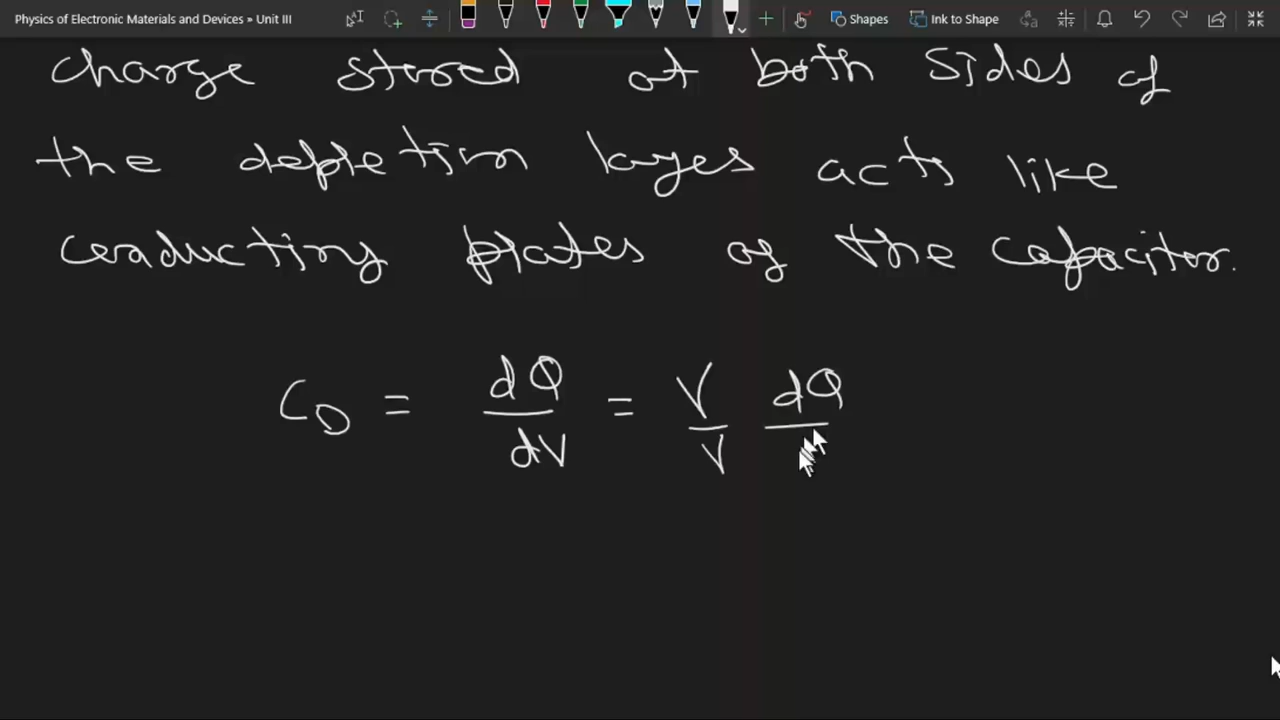 Physics of Electronic Materials and Devices » Unit III
Shapes
Ink to Shape
charge stored at both sides of
the depletion layes acts like
conducting plates of the capacitor.
C_D = dQ/dV = V/V dQ/